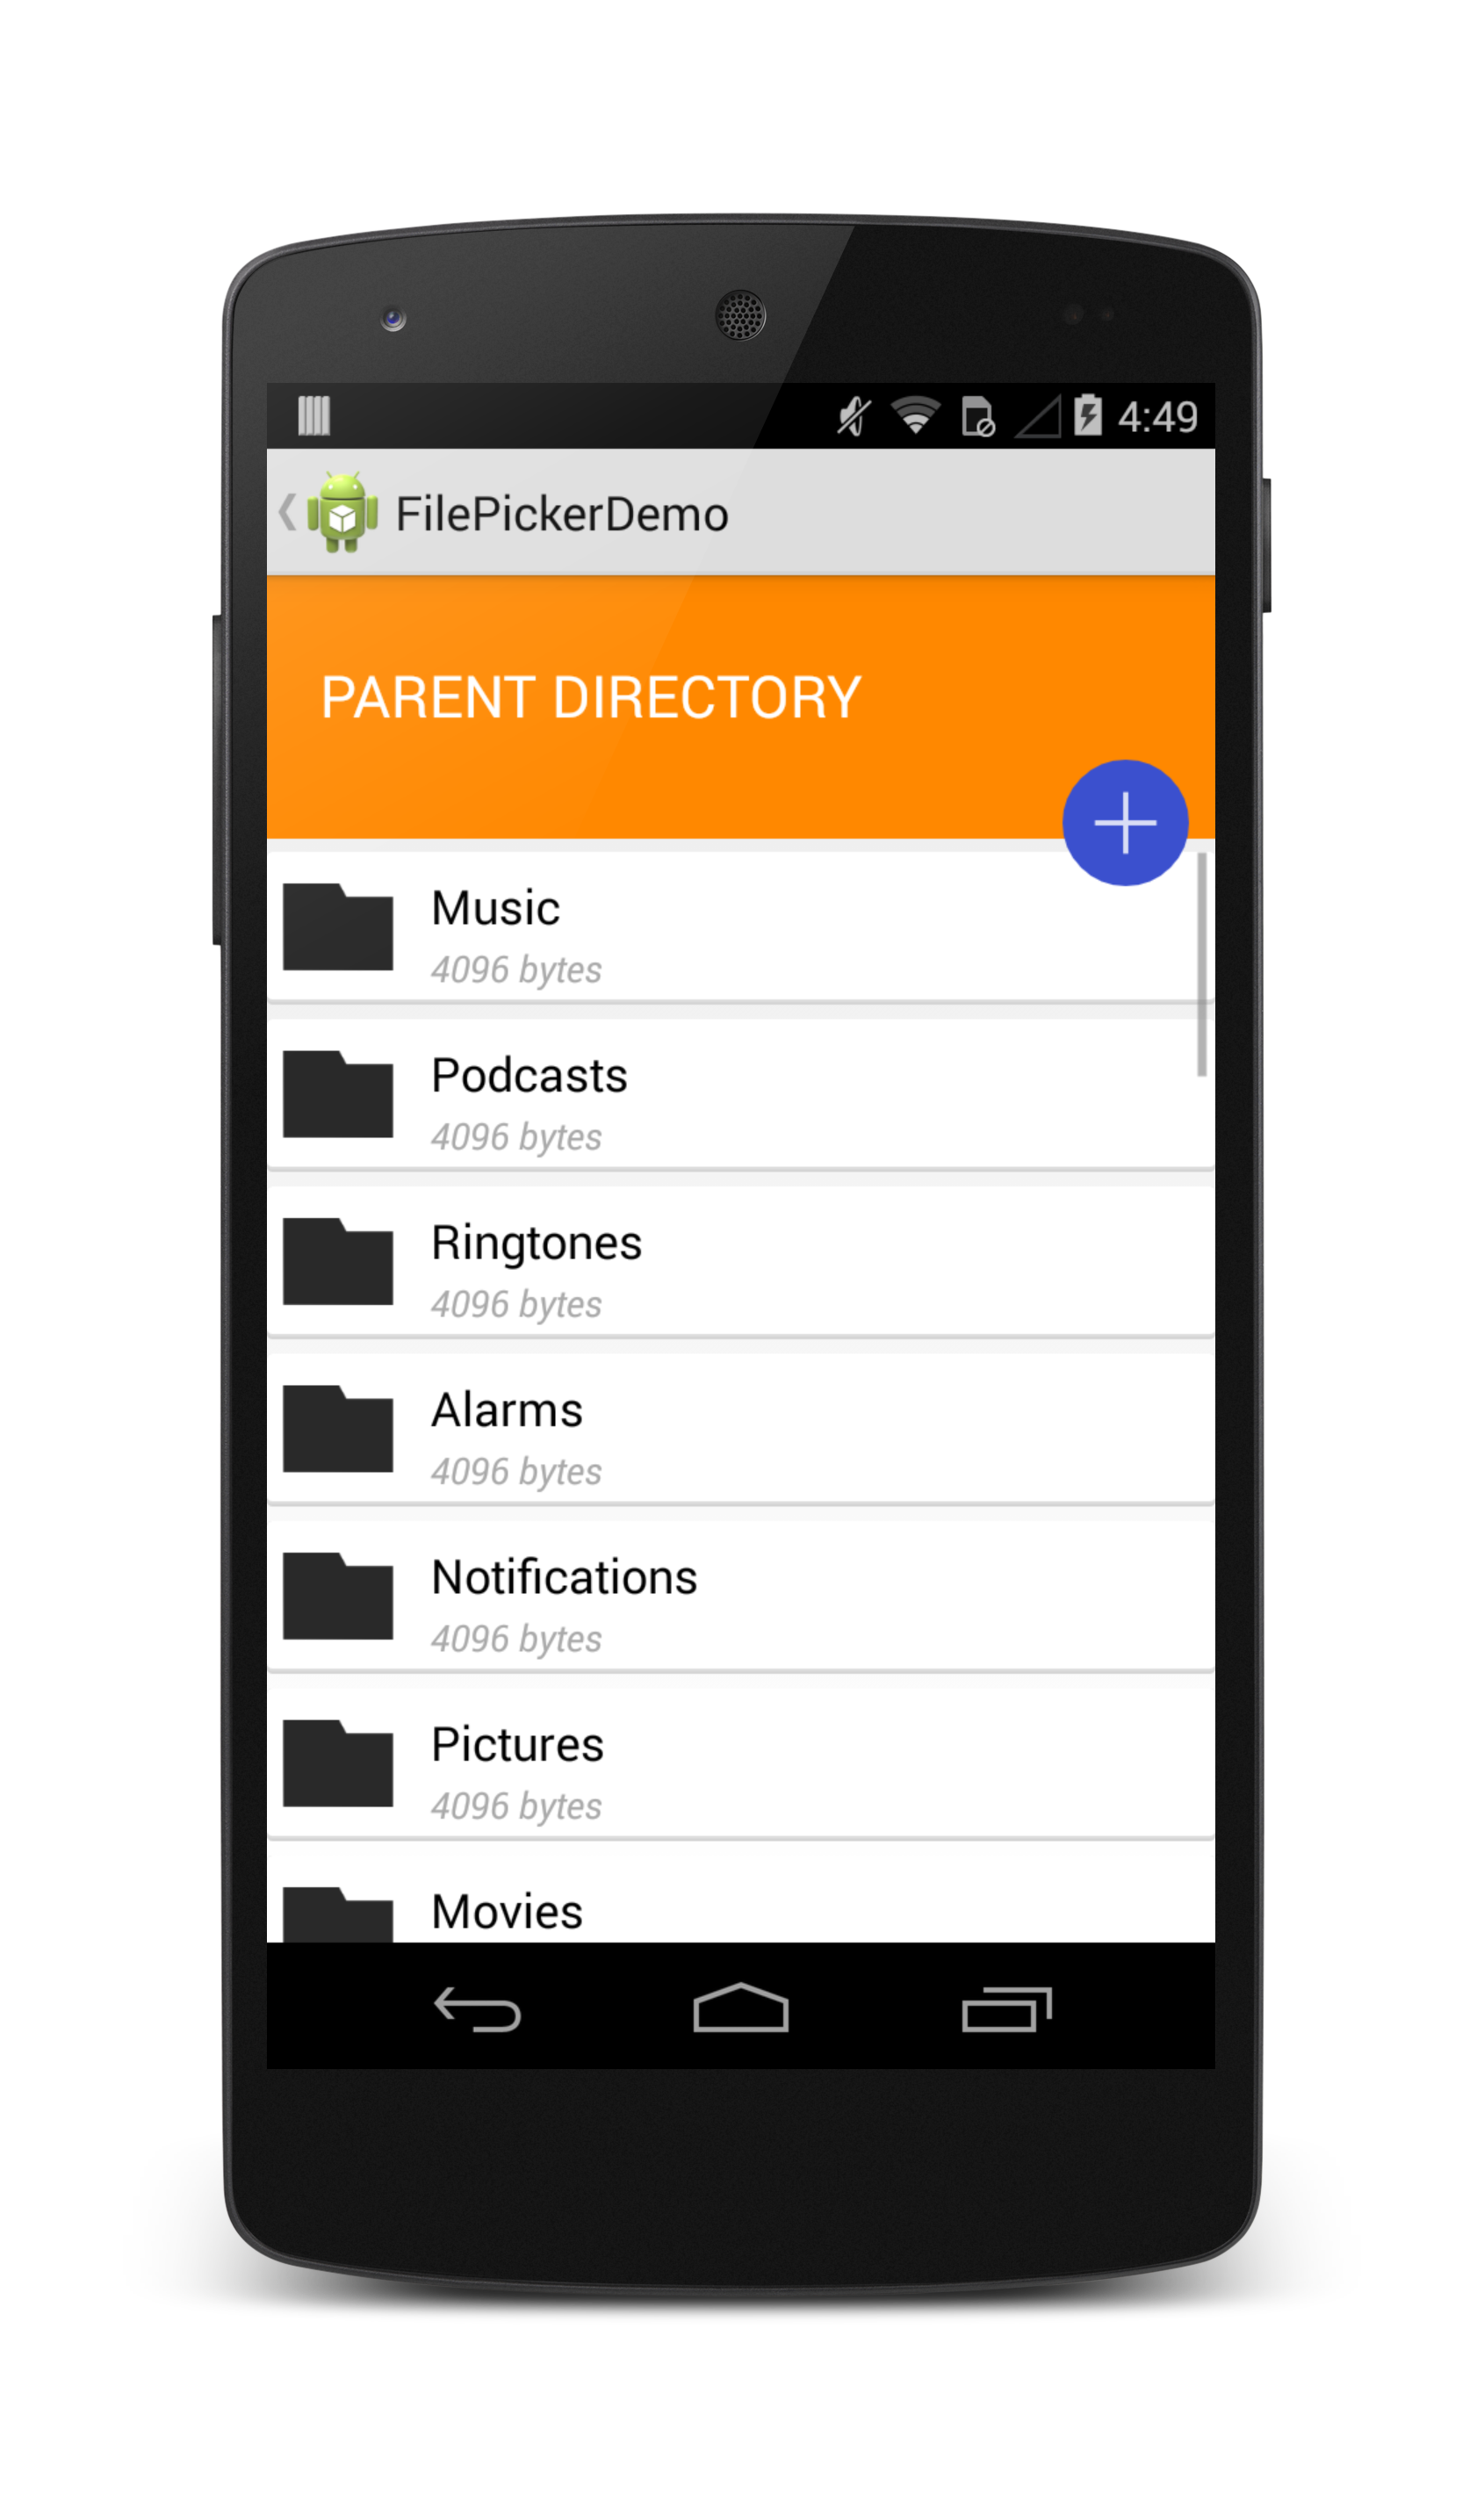 4:49
FilePickerDemo
PARENT DIRECTORY
Music
4096 bytes
Podcasts
4096 bytes
Ringtones
4096 bytes
Alarms
4096 bytes
Notifications
4096 bytes
Pictures
4096 bytes
Movies